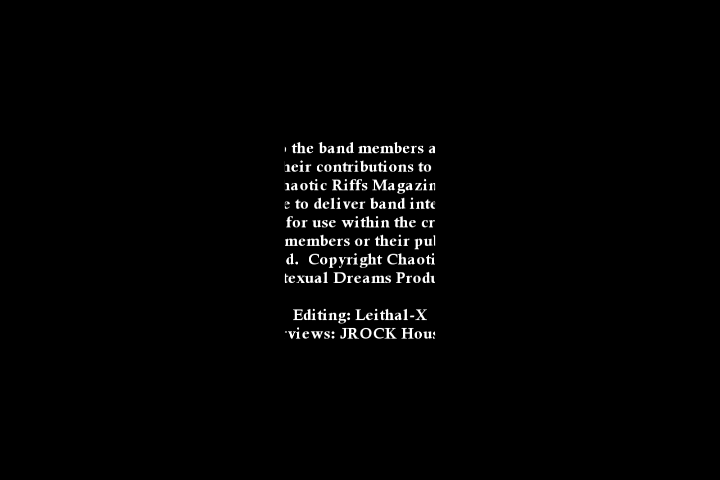 the band members a
heir contributions to
haotic Riffs Magazin
e to deliver band inte
for use within the cr
members or their pul
d. Copyright Chaoti
texual Dreams Produ
Editing: Leithal-X
views: JROCK Hous